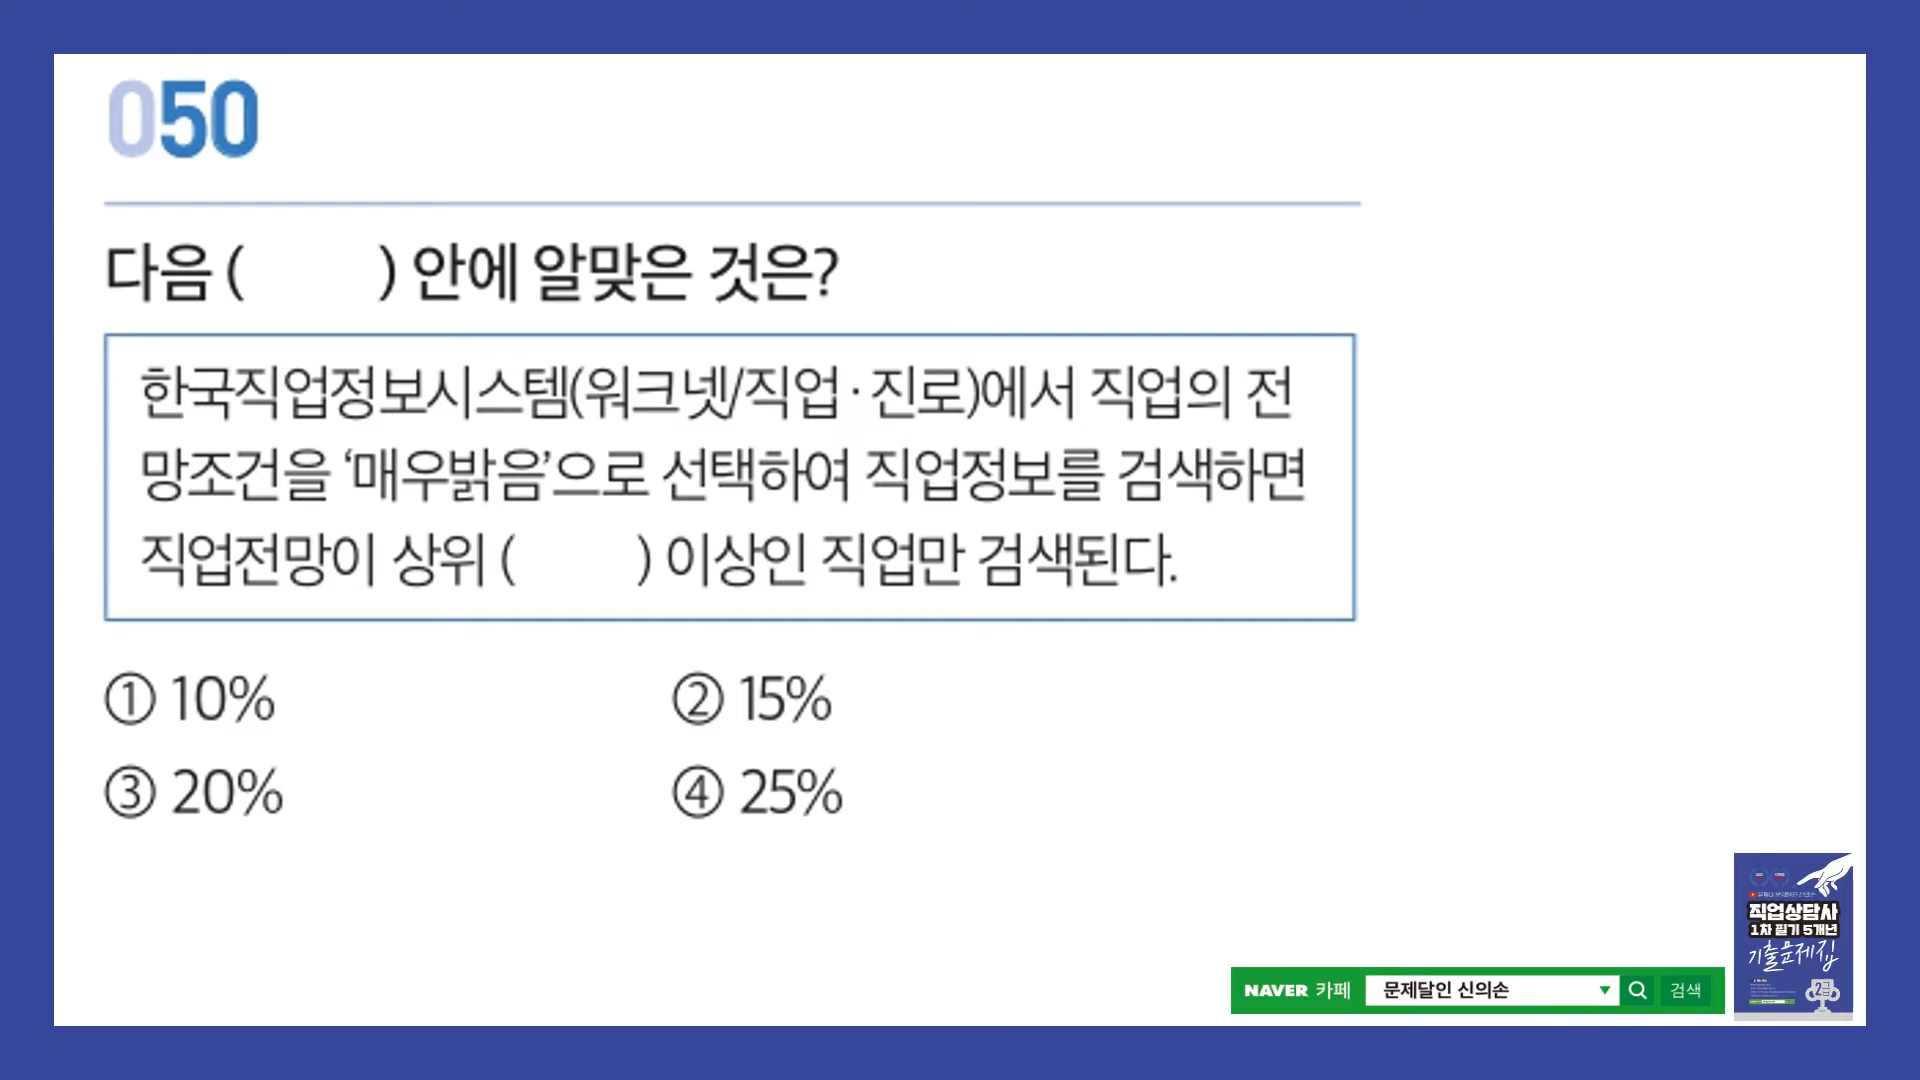 050
다음 (        ) 안에 알맞은 것은?
한국직업정보시스템(워크넷/직업·진로)에서 직업의 전
망조건을 ‘매우밝음’으로 선택하여 직업정보를 검색하면
직업전망이 상위 (        ) 이상인 직업만 검색된다.
① 10%
② 15%
③ 20%
④ 25%
직업상담사
1차 필기 5개년
기출문제집
2급
NAVER 카페 문제달인 신의손 검색